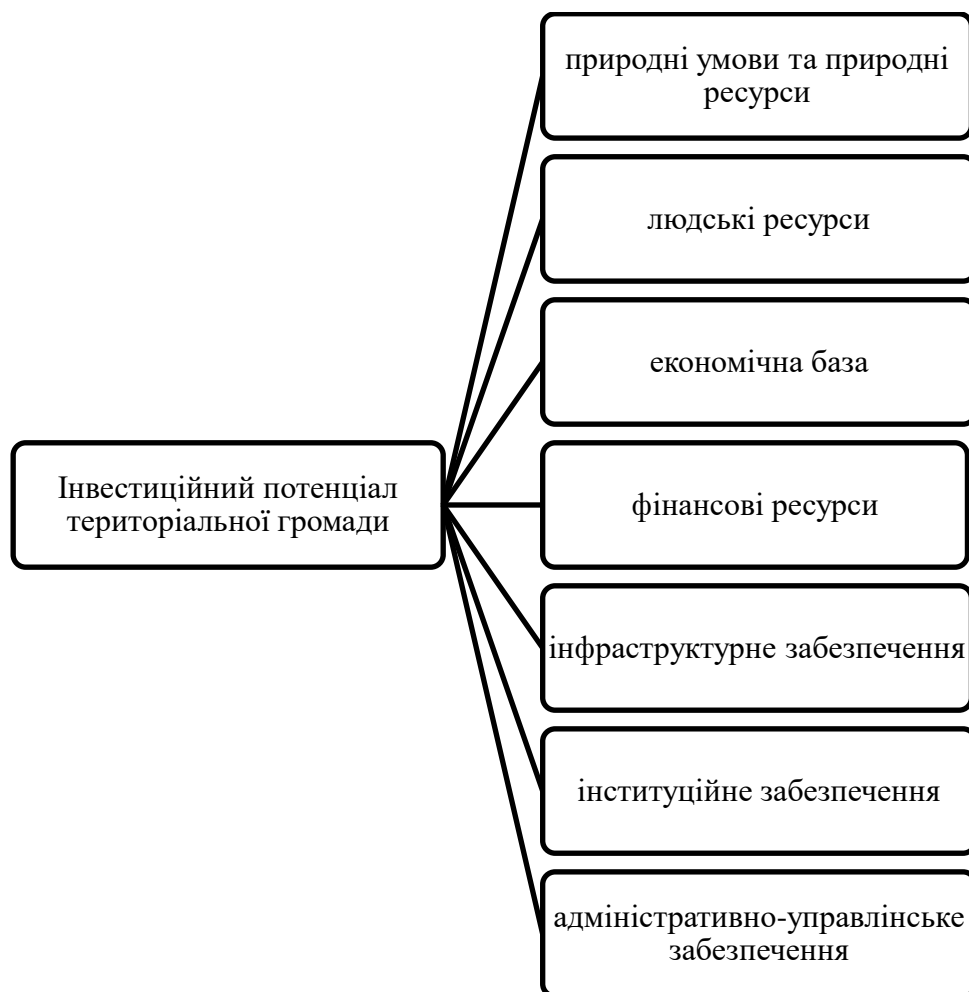 природні умови та природні
ресурси
людські ресурси
економічна база
Інвестиційний потенціал
територіальної громади
фінансові ресурси
інфраструктурне забезпечення
інституційне забезпечення
адміністративно-управлінське
забезпечення